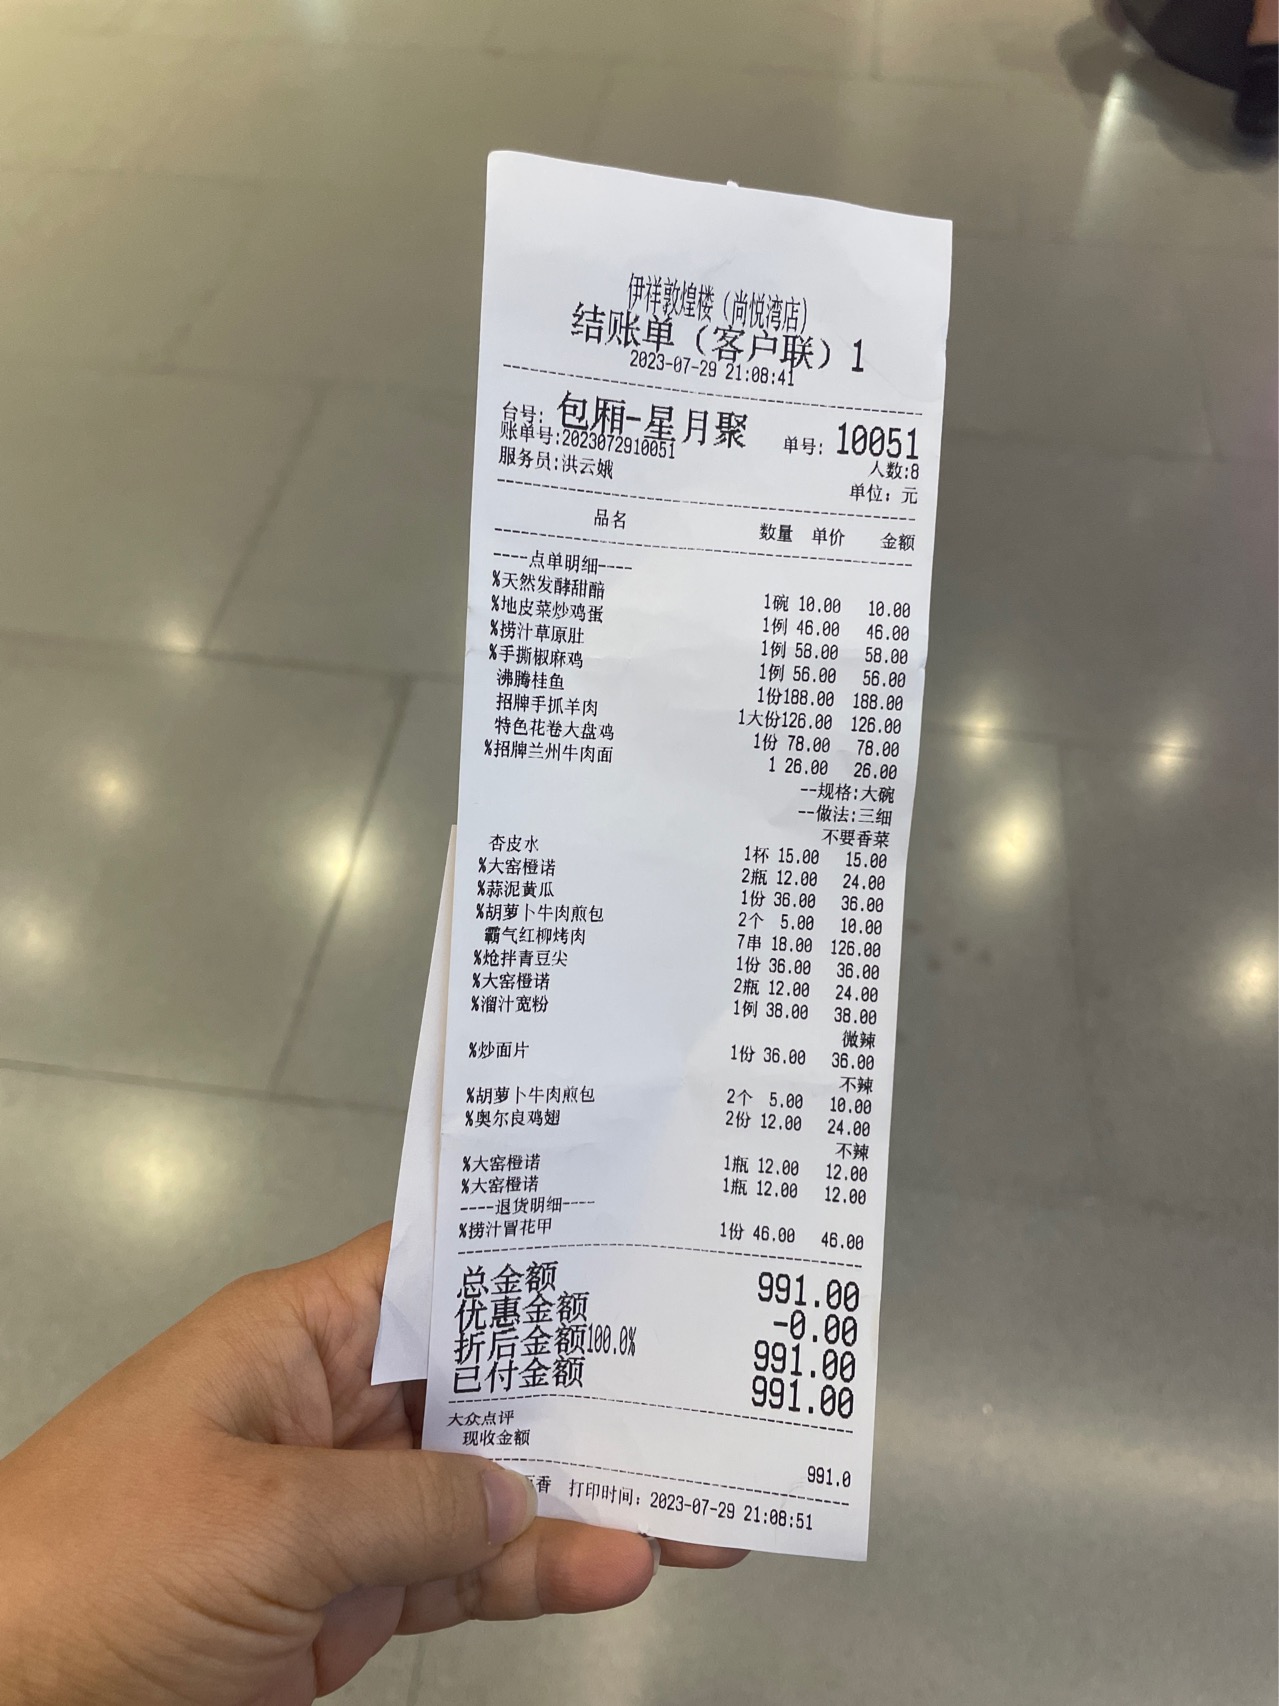 伊祥敦煌楼（尚悦湾店）
结账单（客户联）1
2023-07-29 21:08:41
台号: 包厢-星月聚 单号: 10051
账单号:2023072910051 人数:8
服务员:洪云娥 单位: 元
品名 数量 单价 金额
----点单明细----
%天然发酵甜醅 1碗 10.00 10.00
%地皮菜炒鸡蛋 1例 46.00 46.00
%捞汁草原肚 1例 58.00 58.00
%手撕椒麻鸡 1例 56.00 56.00
沸腾桂鱼 1份188.00 188.00
招牌手抓羊肉 1大份126.00 126.00
特色花卷大盘鸡 1份 78.00 78.00
%招牌兰州牛肉面 1 26.00 26.00
--规格:大碗
--做法:三细
不要香菜
杏皮水 1杯 15.00 15.00
%大窑橙诺 2瓶 12.00 24.00
%蒜泥黄瓜 1份 36.00 36.00
%胡萝卜牛肉煎包 2个 5.00 10.00
霸气红柳烤肉 7串 18.00 126.00
%炝拌青豆尖 1份 36.00 36.00
%大窑橙诺 2瓶 12.00 24.00
%溜汁宽粉 1例 38.00 38.00
微辣
%炒面片 1份 36.00 36.00
不辣
%胡萝卜牛肉煎包 2个 5.00 10.00
%奥尔良鸡翅 2份 12.00 24.00
不辣
%大窑橙诺 1瓶 12.00 12.00
%大窑橙诺 1瓶 12.00 12.00
----退货明细----
%捞汁冒花甲 1份 46.00 46.00
总金额 991.00
优惠金额 -0.00
折后金额100.0% 991.00
已付金额 991.00
大众点评
现收金额 991.0
香 打印时间: 2023-07-29 21:08:51